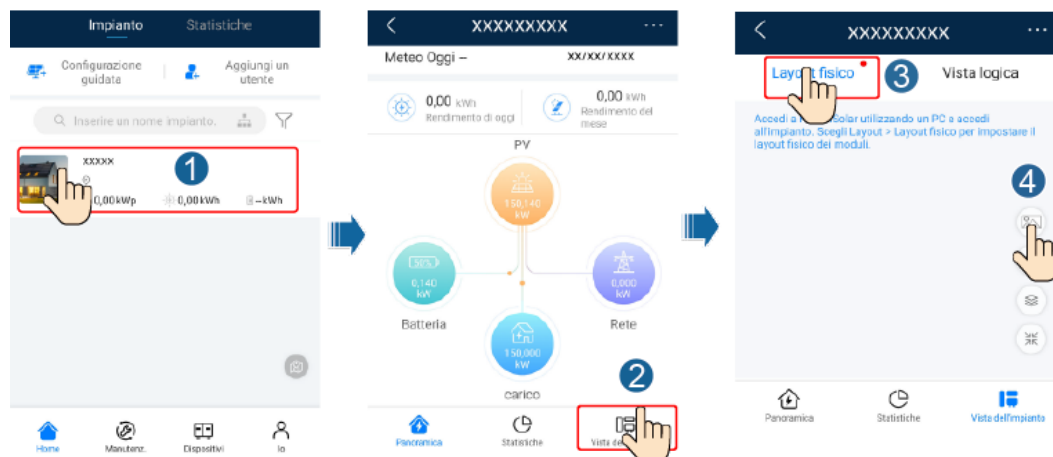 Impianto Statistiche
Configurazione guidata
Aggiungi un utente
Inserire un nome impianto.
xxxxx
1
0,00kWp 0,00kWh --kWh
Home Manutenz. Dispositivi Io
XXXXXXXXX ...
Meteo Oggi – XX/XX/XXXX
0,00 kWh
Rendimento di oggi
0,00 kWh
Rendimento del mese
PV
150,140
kW
50%
0,140
kW
0,000
kW
Batteria Rete
150,000
kW
carico
2
Panoramica Statistiche Vista
XXXXXXXXX ...
Layout fisico 3 Vista logica
Accedi a Solar utilizzando un PC e accedi
all'impianto. Scegli Layout > Layout fisico per impostare il
layout fisico dei moduli.
4
Panoramica Statistiche Vista dell'impianto